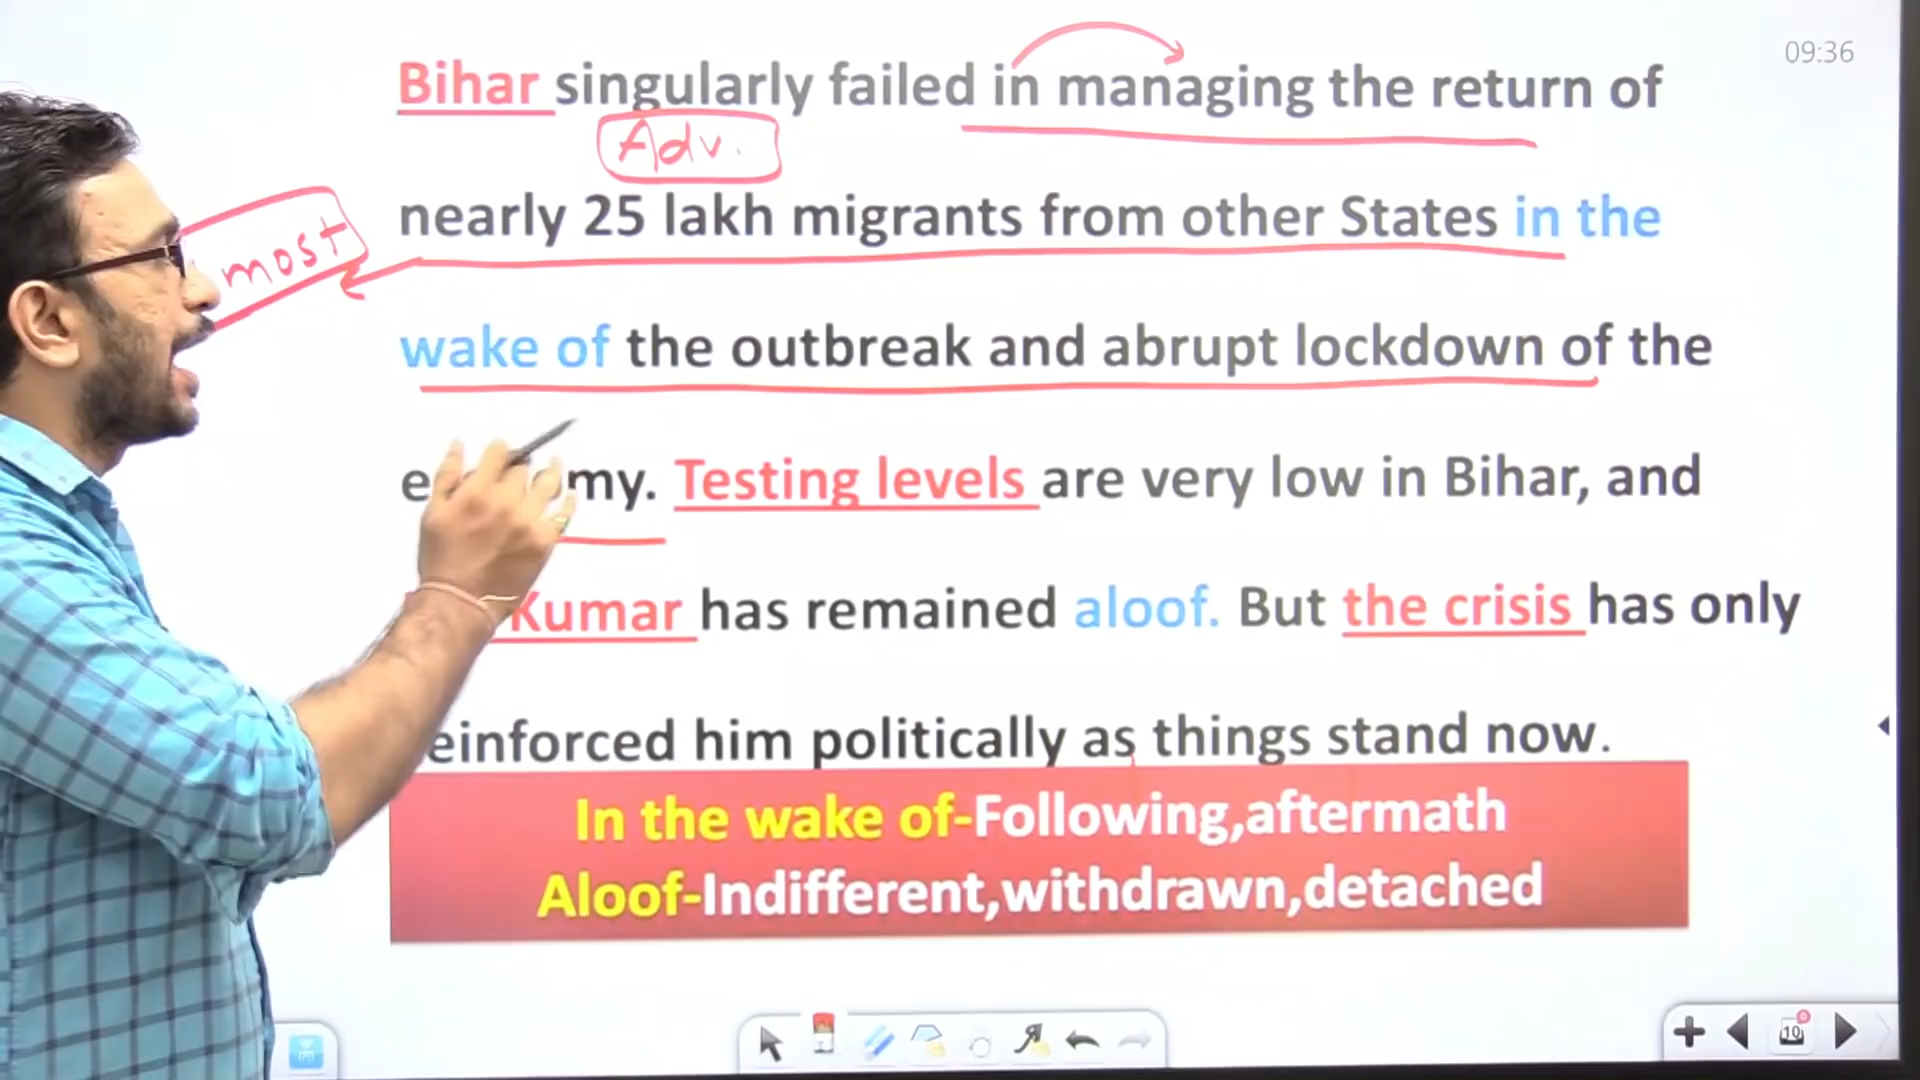 09:36
Bihar singularly failed in managing the return of
Adv.
nearly 25 lakh migrants from other States in the
most
wake of the outbreak and abrupt lockdown of the
my. Testing levels are very low in Bihar, and
Kumar has remained aloof. But the crisis has only
einforced him politically as things stand now.
In the wake of-Following,aftermath
Aloof-Indifferent,withdrawn,detached
10